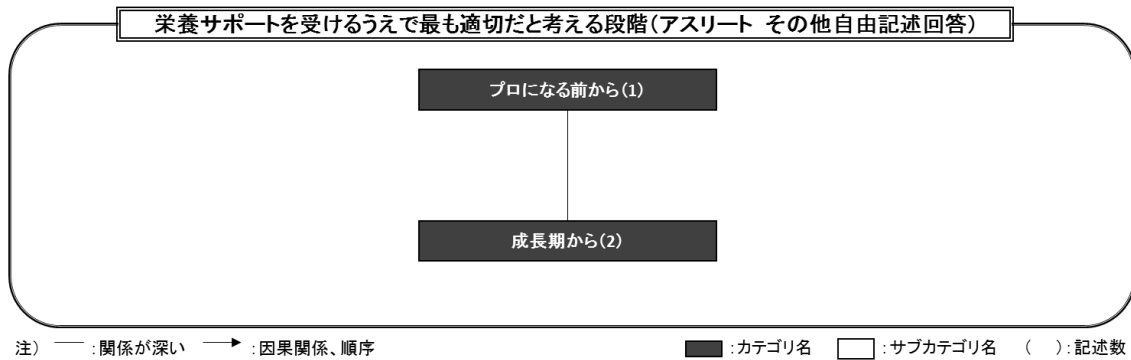 栄養サポートを受けるうえで最も適切だと考える段階(アスリート その他自由記述回答)
プロになる前から(1)
成長期から(2)
注) ― :関係が深い → :因果関係、順序 ■ :カテゴリ名 □ :サブカテゴリ名 ( ):記述数